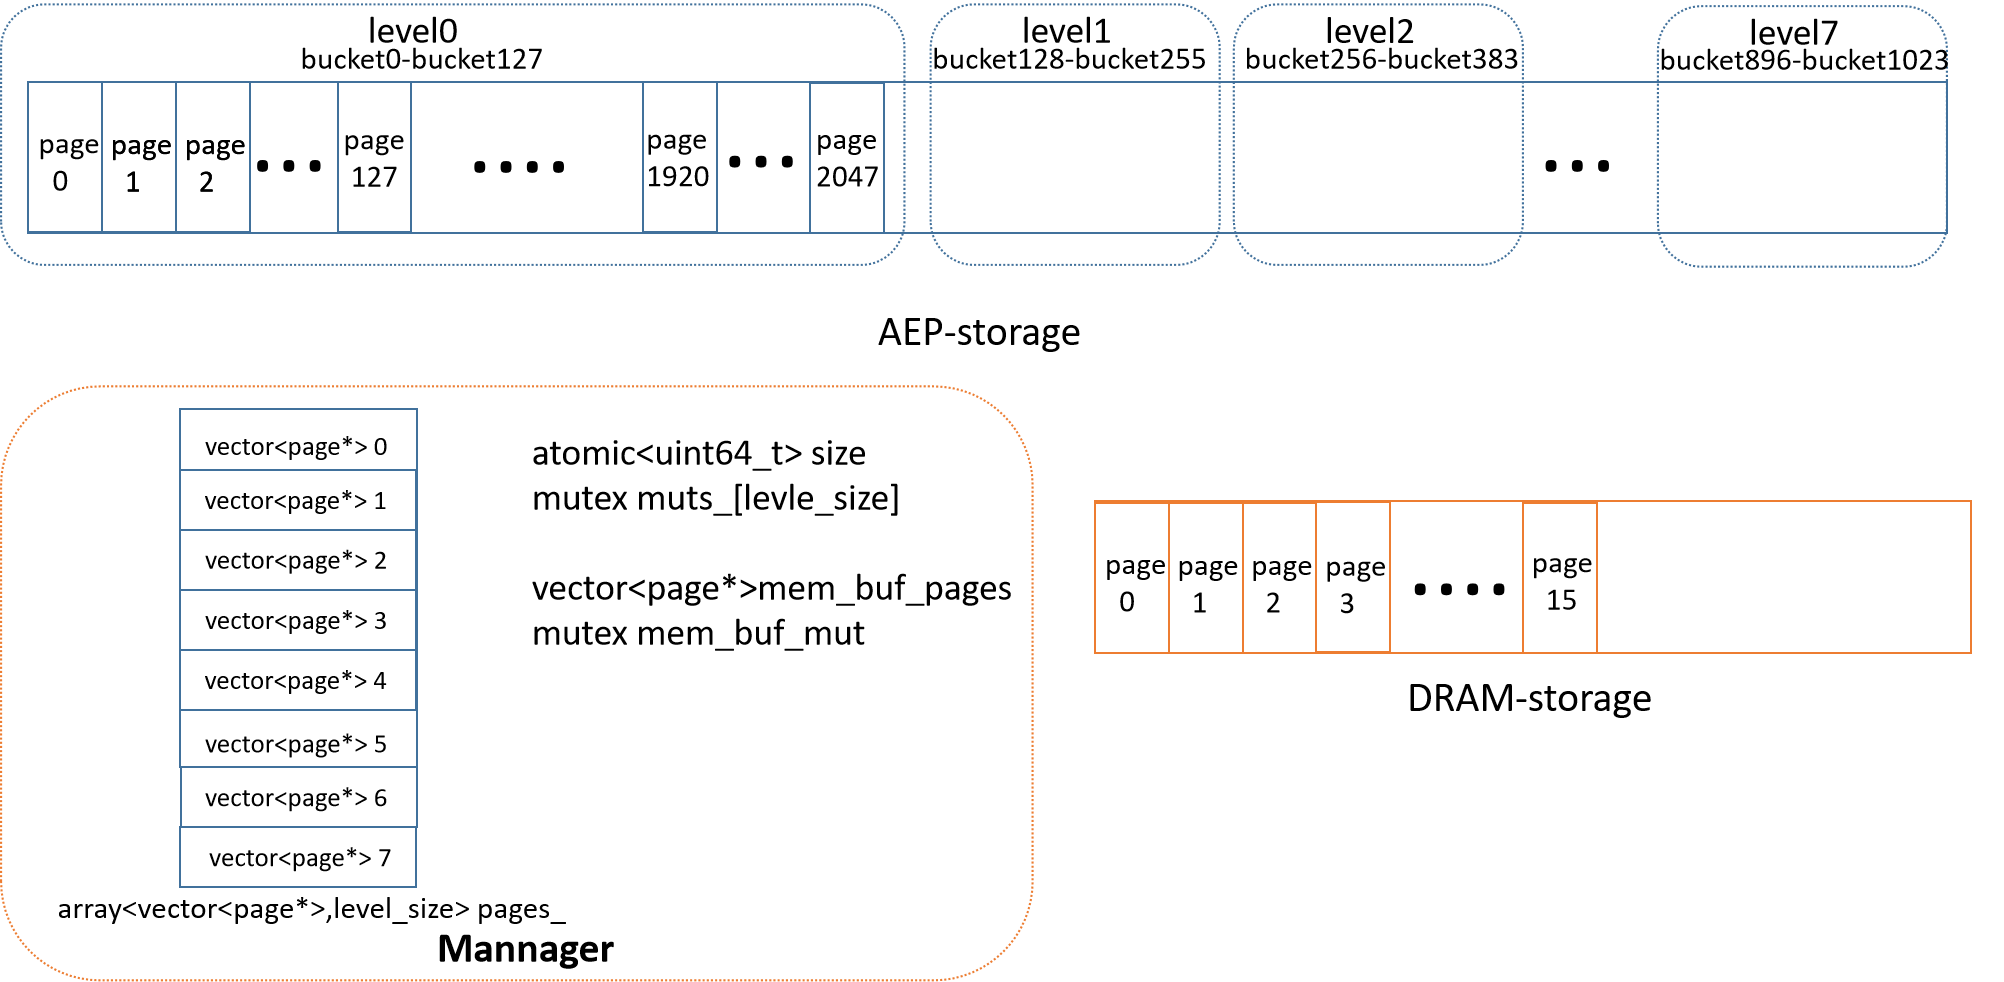 level0
bucket0-bucket127
level1
bucket128-bucket255
level2
bucket256-bucket383
level7
bucket896-bucket1023
page
0
page
1
page
2
...
page
127
....
page
1920
...
page
2047
...
AEP-storage
vector<page*> 0
vector<page*> 1
vector<page*> 2
vector<page*> 3
vector<page*> 4
vector<page*> 5
vector<page*> 6
vector<page*> 7
array<vector<page*>,level_size> pages_
atomic<uint64_t> size
mutex muts_[levle_size]
vector<page*>mem_buf_pages
mutex mem_buf_mut
Mannager
page
0
page
1
page
2
page
3
....
page
15
DRAM-storage